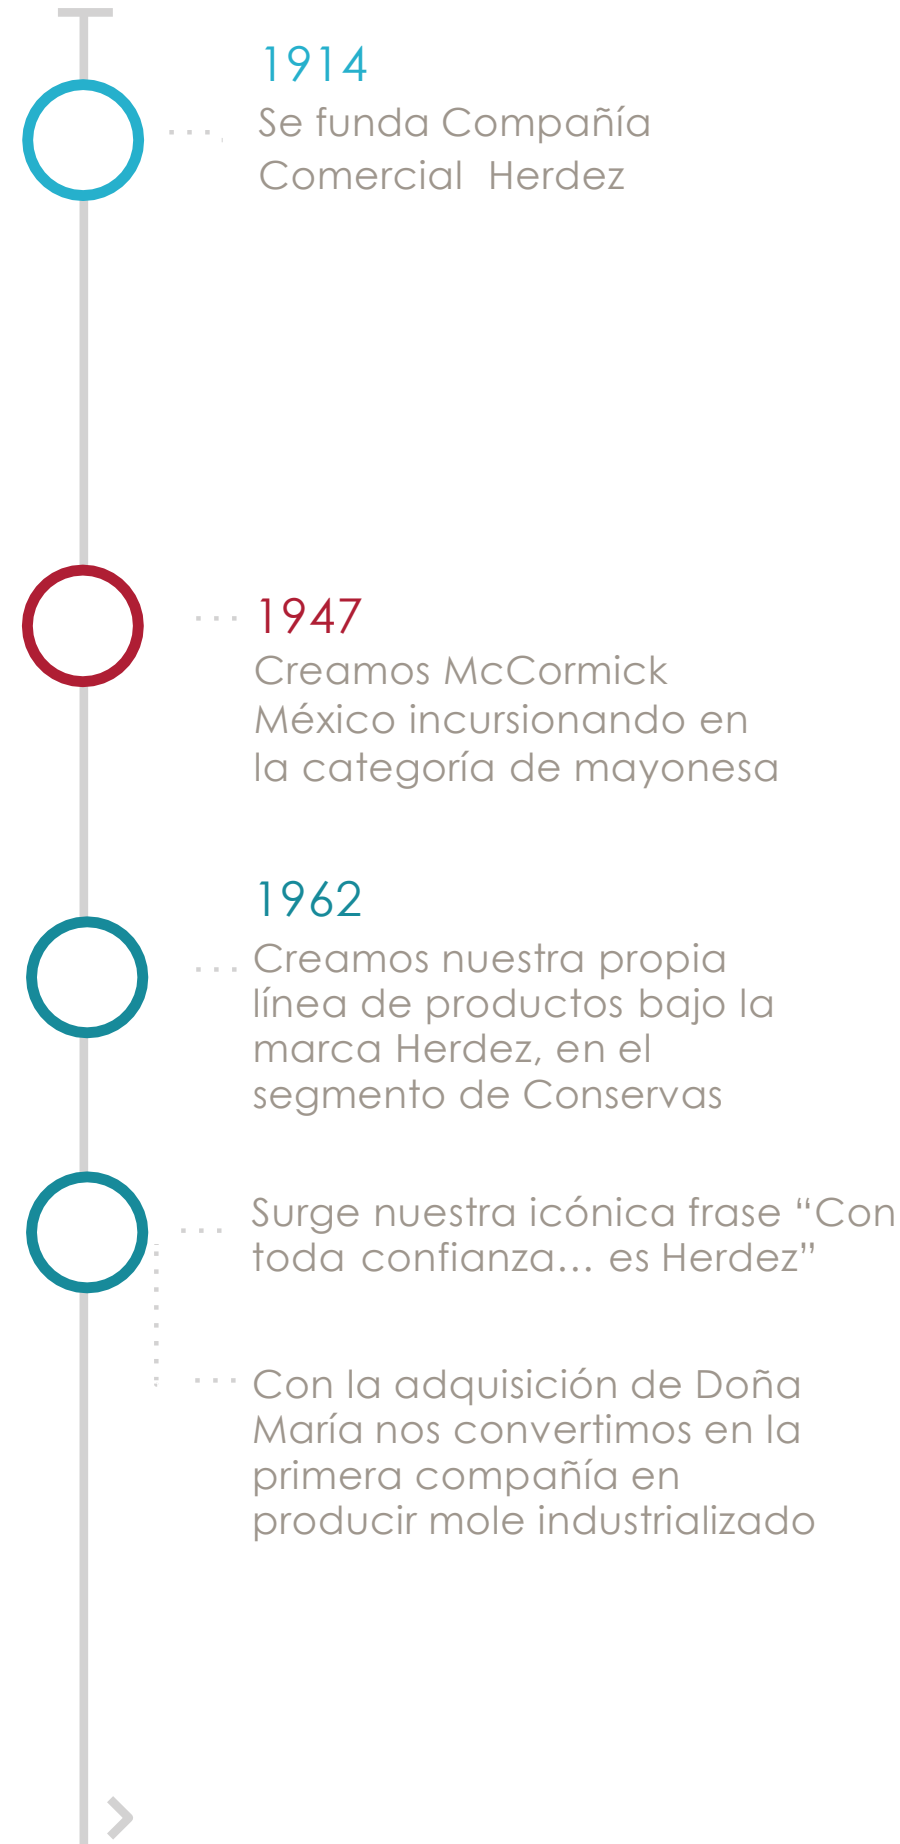 1914
Se funda Compañía
Comercial Herdez
1947
Creamos McCormick
México incursionando en
la categoría de mayonesa
1962
Creamos nuestra propia
línea de productos bajo la
marca Herdez, en el
segmento de Conservas
Surge nuestra icónica frase “Con
toda confianza… es Herdez”
Con la adquisición de Doña
María nos convertimos en la
primera compañía en
producir mole industrializado